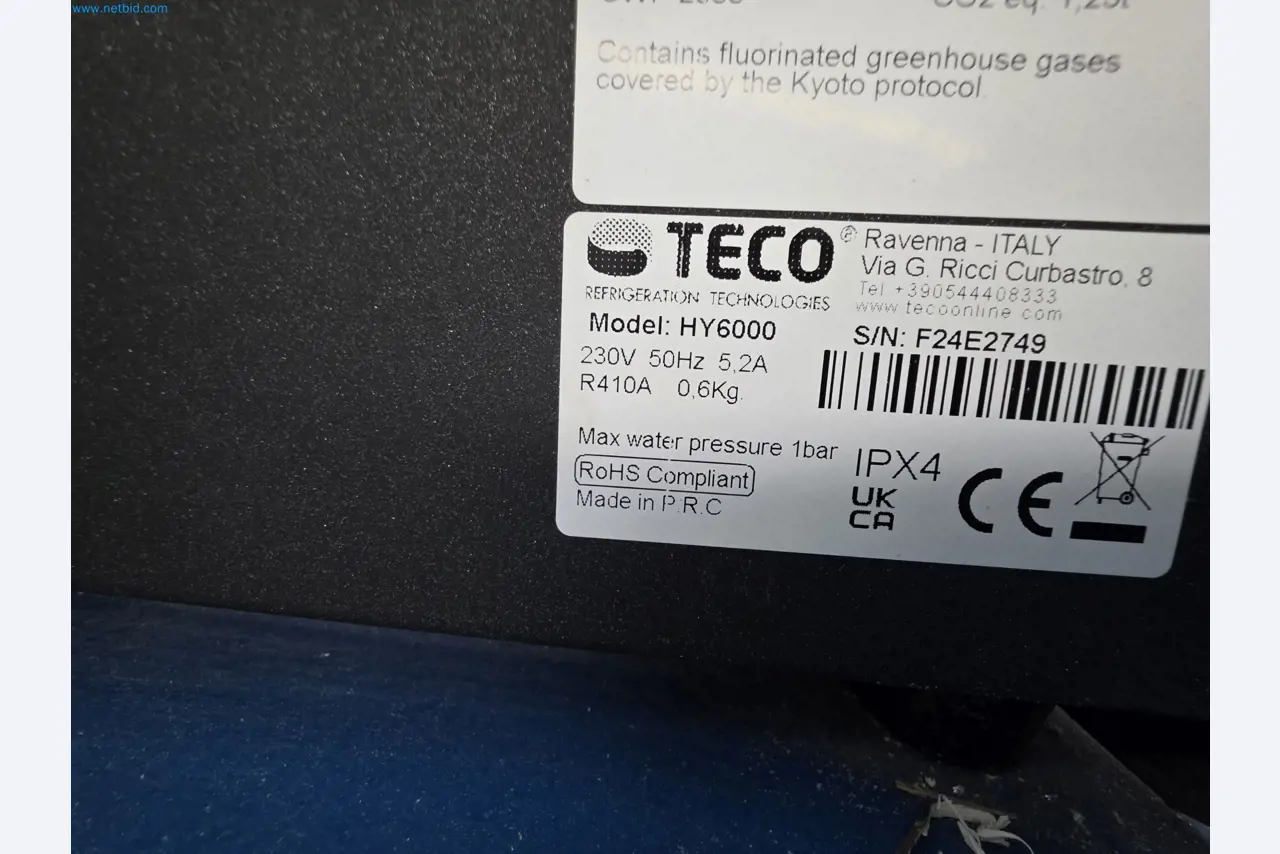 www.netbid.com
Contains fluorinated greenhouse gases
covered by the Kyoto protocol.
TECO® Ravenna - ITALY
Via G. Ricci Curbastro, 8
Tel +390544408333
www tecoonline com
REFRIGERATION TECHNOLOGIES
Model: HY6000
S/N: F24E2749
230V 50Hz 5,2A
R410A 0,6Kg.
Max water pressure 1bar
IPX4
RoHS Compliant
Made in P.R.C
UK
CA
CE